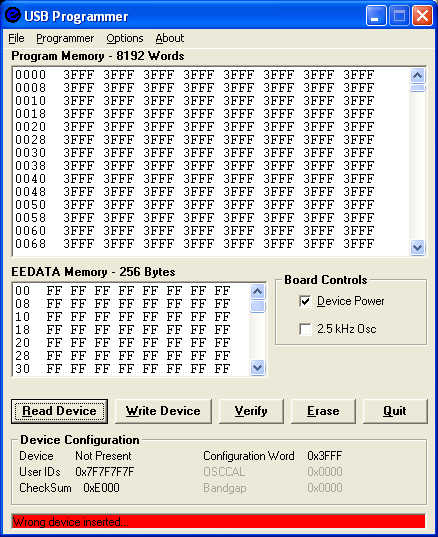 USB Programmer
File Programmer Options About
Program Memory - 8192 Words
0000 3FFF 3FFF 3FFF 3FFF 3FFF 3FFF 3FFF 3FFF
0008 3FFF 3FFF 3FFF 3FFF 3FFF 3FFF 3FFF 3FFF
0010 3FFF 3FFF 3FFF 3FFF 3FFF 3FFF 3FFF 3FFF
0018 3FFF 3FFF 3FFF 3FFF 3FFF 3FFF 3FFF 3FFF
0020 3FFF 3FFF 3FFF 3FFF 3FFF 3FFF 3FFF 3FFF
0028 3FFF 3FFF 3FFF 3FFF 3FFF 3FFF 3FFF 3FFF
0030 3FFF 3FFF 3FFF 3FFF 3FFF 3FFF 3FFF 3FFF
0038 3FFF 3FFF 3FFF 3FFF 3FFF 3FFF 3FFF 3FFF
0040 3FFF 3FFF 3FFF 3FFF 3FFF 3FFF 3FFF 3FFF
0048 3FFF 3FFF 3FFF 3FFF 3FFF 3FFF 3FFF 3FFF
0050 3FFF 3FFF 3FFF 3FFF 3FFF 3FFF 3FFF 3FFF
0058 3FFF 3FFF 3FFF 3FFF 3FFF 3FFF 3FFF 3FFF
0060 3FFF 3FFF 3FFF 3FFF 3FFF 3FFF 3FFF 3FFF
0068 3FFF 3FFF 3FFF 3FFF 3FFF 3FFF 3FFF 3FFF
EEDATA Memory - 256 Bytes
00 FF FF FF FF FF FF FF FF
08 FF FF FF FF FF FF FF FF
10 FF FF FF FF FF FF FF FF
18 FF FF FF FF FF FF FF FF
20 FF FF FF FF FF FF FF FF
28 FF FF FF FF FF FF FF FF
30 FF FF FF FF FF FF FF FF
Board Controls
Device Power
2.5 kHz Osc
Read Device Write Device Verify Erase Quit
Device Configuration
Device Not Present Configuration Word 0x3FFF
User IDs 0x7F7F7F7F OSCCAL 0x0000
CheckSum 0xE000 Bandgap 0x0000
Wrong device inserted...